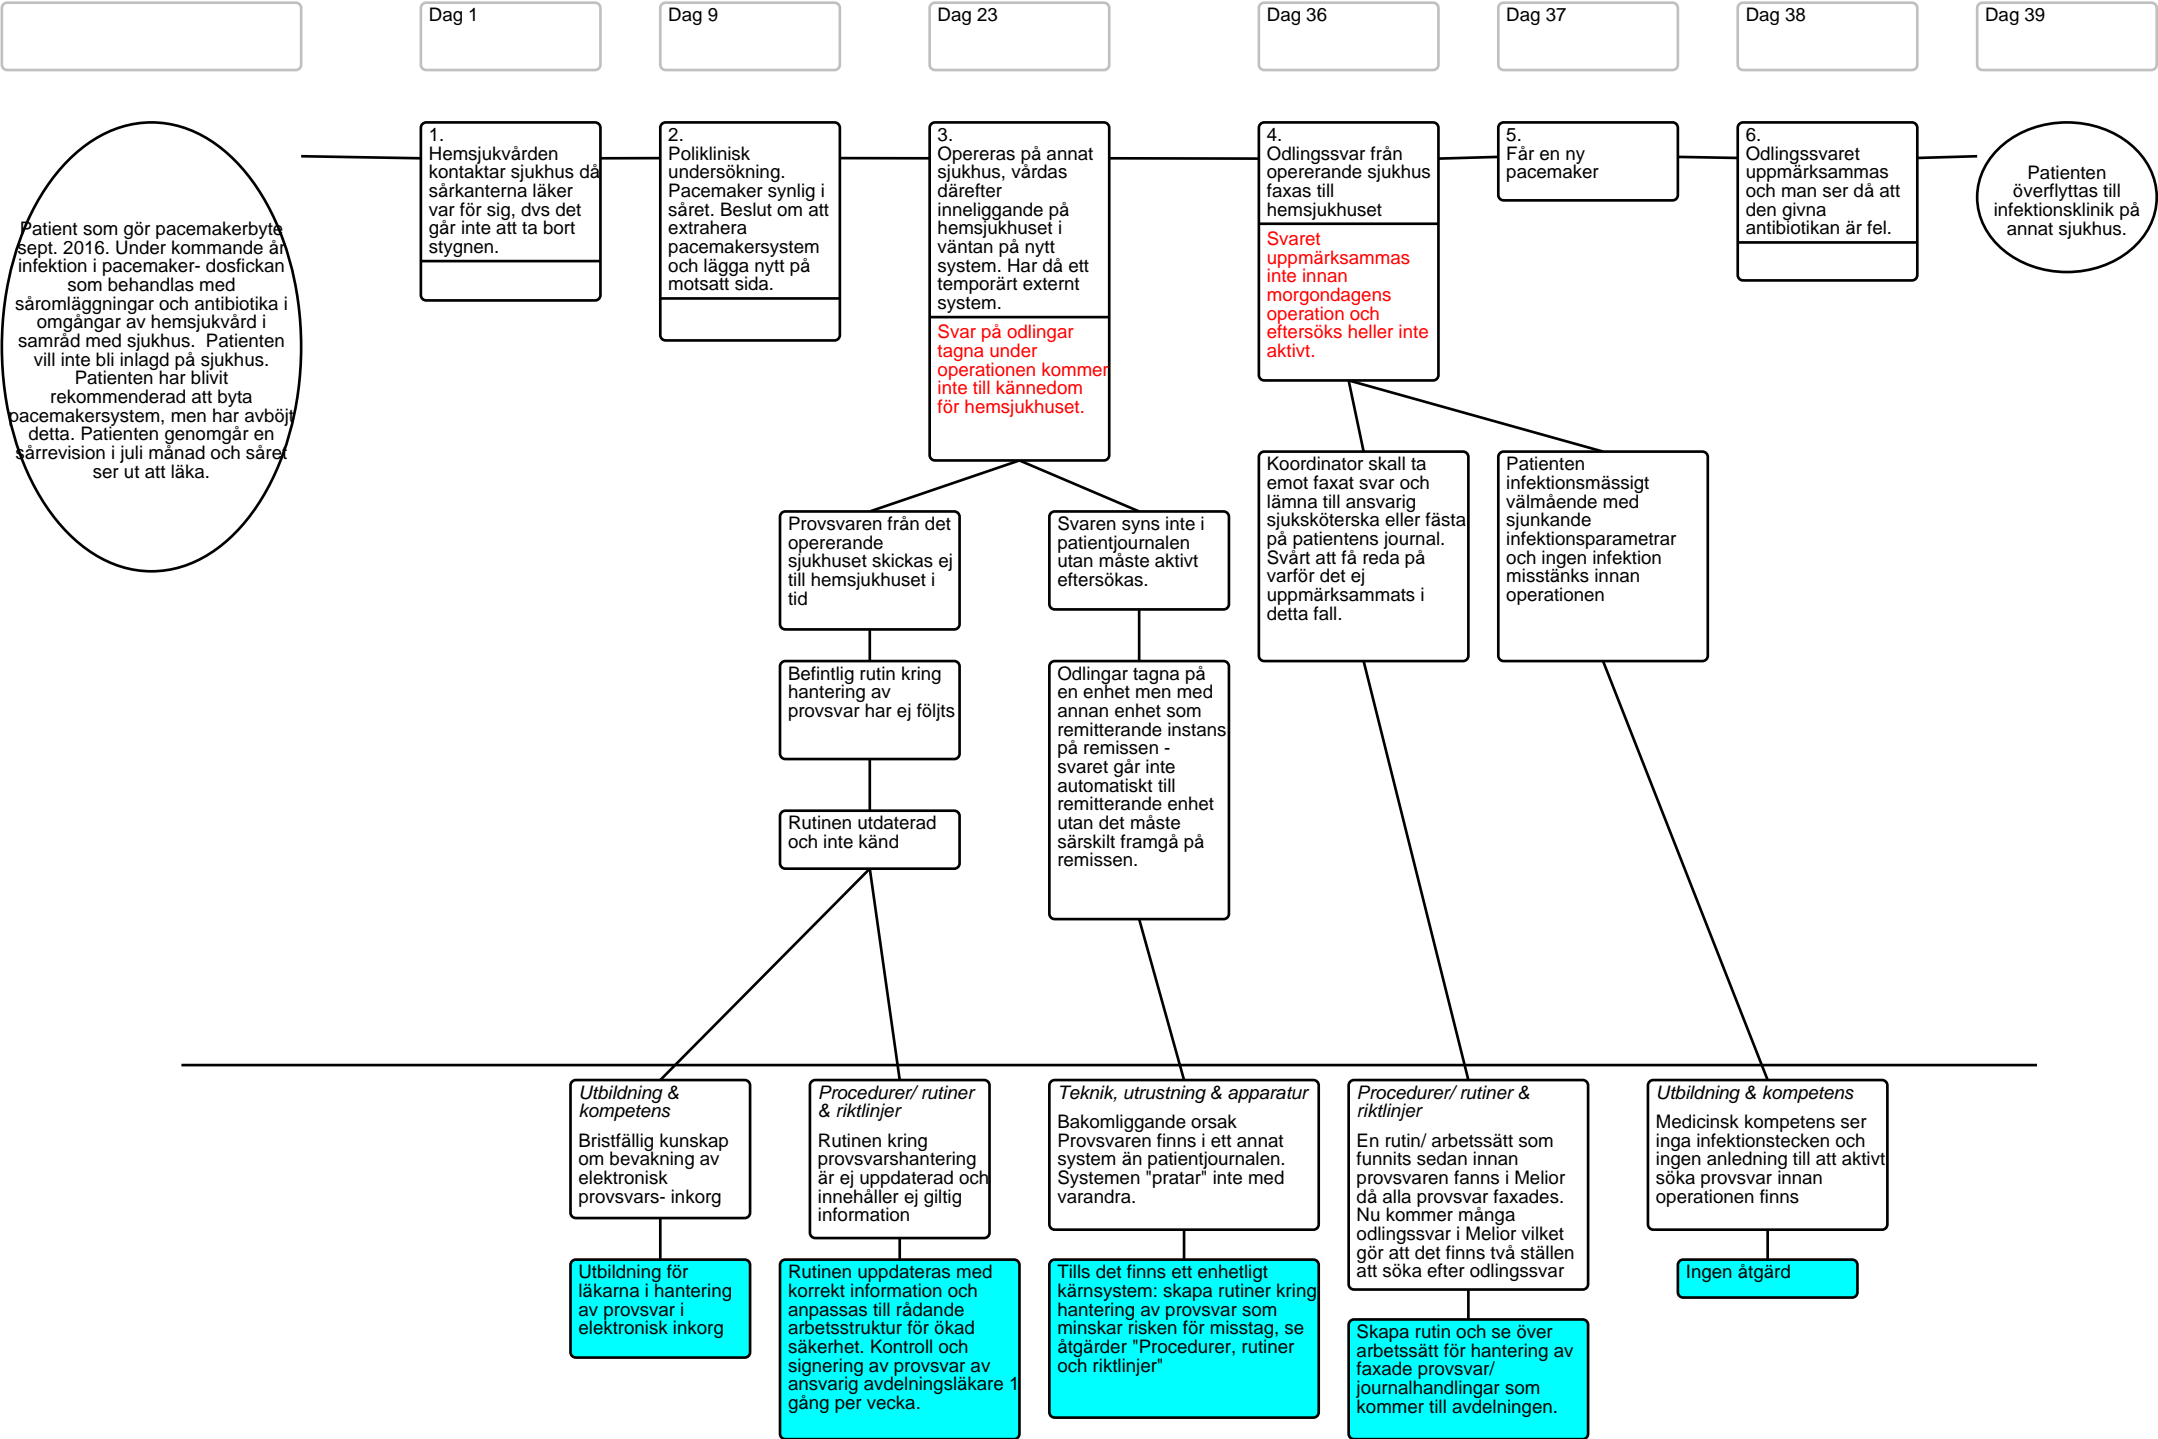 Dag 1
Dag 9
Dag 23
Dag 36
Dag 37
Dag 38
Dag 39
Patient som gör pacemakerbyte
sept. 2016. Under kommande år
infektion i pacemaker- dosfickan
som behandlas med
såromläggningar och antibiotika i
omgångar av hemsjukvård i
samråd med sjukhus.  Patienten
vill inte bli inlagd på sjukhus.
Patienten har blivit
rekommenderad att byta
pacemakersystem, men har avböjt
detta. Patienten genomgår en
sårrevision i juli månad och såret
ser ut att läka.
1.
Hemsjukvården
kontaktar sjukhus då
sårkanterna läker
var för sig, dvs det
går inte att ta bort
stygnen.
2.
Poliklinisk
undersökning.
Pacemaker synlig i
såret. Beslut om att
extrahera
pacemakersystem
och lägga nytt på
motsatt sida.
3.
Opereras på annat
sjukhus, vårdas
därefter
inneliggande på
hemsjukhuset i
väntan på nytt
system. Har då ett
temporärt externt
system.
Svar på odlingar
tagna under
operationen kommer
inte till kännedom
för hemsjukhuset.
4.
Odlingssvar från
opererande sjukhus
faxas till
hemsjukhuset
Svaret
uppmärksammas
inte innan
morgondagens
operation och
eftersöks heller inte
aktivt.
5.
Får en ny
pacemaker
6.
Odlingssvaret
uppmärksammas
och man ser då att
den givna
antibiotikan är fel.
Patienten
överflyttas till
infektionsklinik på
annat sjukhus.
Provsvaren från det
opererande
sjukhuset skickas ej
till hemsjukhuset i
tid
Svaren syns inte i
patientjournalen
utan måste aktivt
eftersökas.
Koordinator skall ta
emot faxat svar och
lämna till ansvarig
sjuksköterska eller fästa
på patientens journal.
Svårt att få reda på
varför det ej
uppmärksammats i
detta fall.
Patienten
infektionsmässigt
välmående med
sjunkande
infektionsparametrar
och ingen infektion
misstänks innan
operationen
Befintlig rutin kring
hantering av
provsvar har ej följts
Odlingar tagna på
en enhet men med
annan enhet som
remitterande instans
på remissen -
svaret går inte
automatiskt till
remitterande enhet
utan det måste
särskilt framgå på
remissen.
Rutinen utdaterad
och inte känd
Utbildning &
kompetens
Bristfällig kunskap
om bevakning av
elektronisk
provsvars- inkorg
Procedurer/ rutiner
& riktlinjer
Rutinen kring
provsvarshantering
är ej uppdaterad och
innehåller ej giltig
information
Teknik, utrustning & apparatur
Bakomliggande orsak
Provsvaren finns i ett annat
system än patientjournalen.
Systemen "pratar" inte med
varandra.
Procedurer/ rutiner &
riktlinjer
En rutin/ arbetssätt som
funnits sedan innan
provsvaren fanns i Melior
då alla provsvar faxades.
Nu kommer många
odlingssvar i Melior vilket
gör att det finns två ställen
att söka efter odlingssvar
Utbildning & kompetens
Medicinsk kompetens ser
inga infektionstecken och
ingen anledning till att aktivt
söka provsvar innan
operationen finns
Utbildning för
läkarna i hantering
av provsvar i
elektronisk inkorg
Rutinen uppdateras med
korrekt information och
anpassas till rådande
arbetsstruktur för ökad
säkerhet. Kontroll och
signering av provsvar av
ansvarig avdelningsläkare 1
gång per vecka.
Tills det finns ett enhetligt
kärnsystem: skapa rutiner kring
hantering av provsvar som
minskar risken för misstag, se
åtgärder "Procedurer, rutiner
och riktlinjer"
Skapa rutin och se över
arbetssätt för hantering av
faxade provsvar/
journalhandlingar som
kommer till avdelningen.
Ingen åtgärd